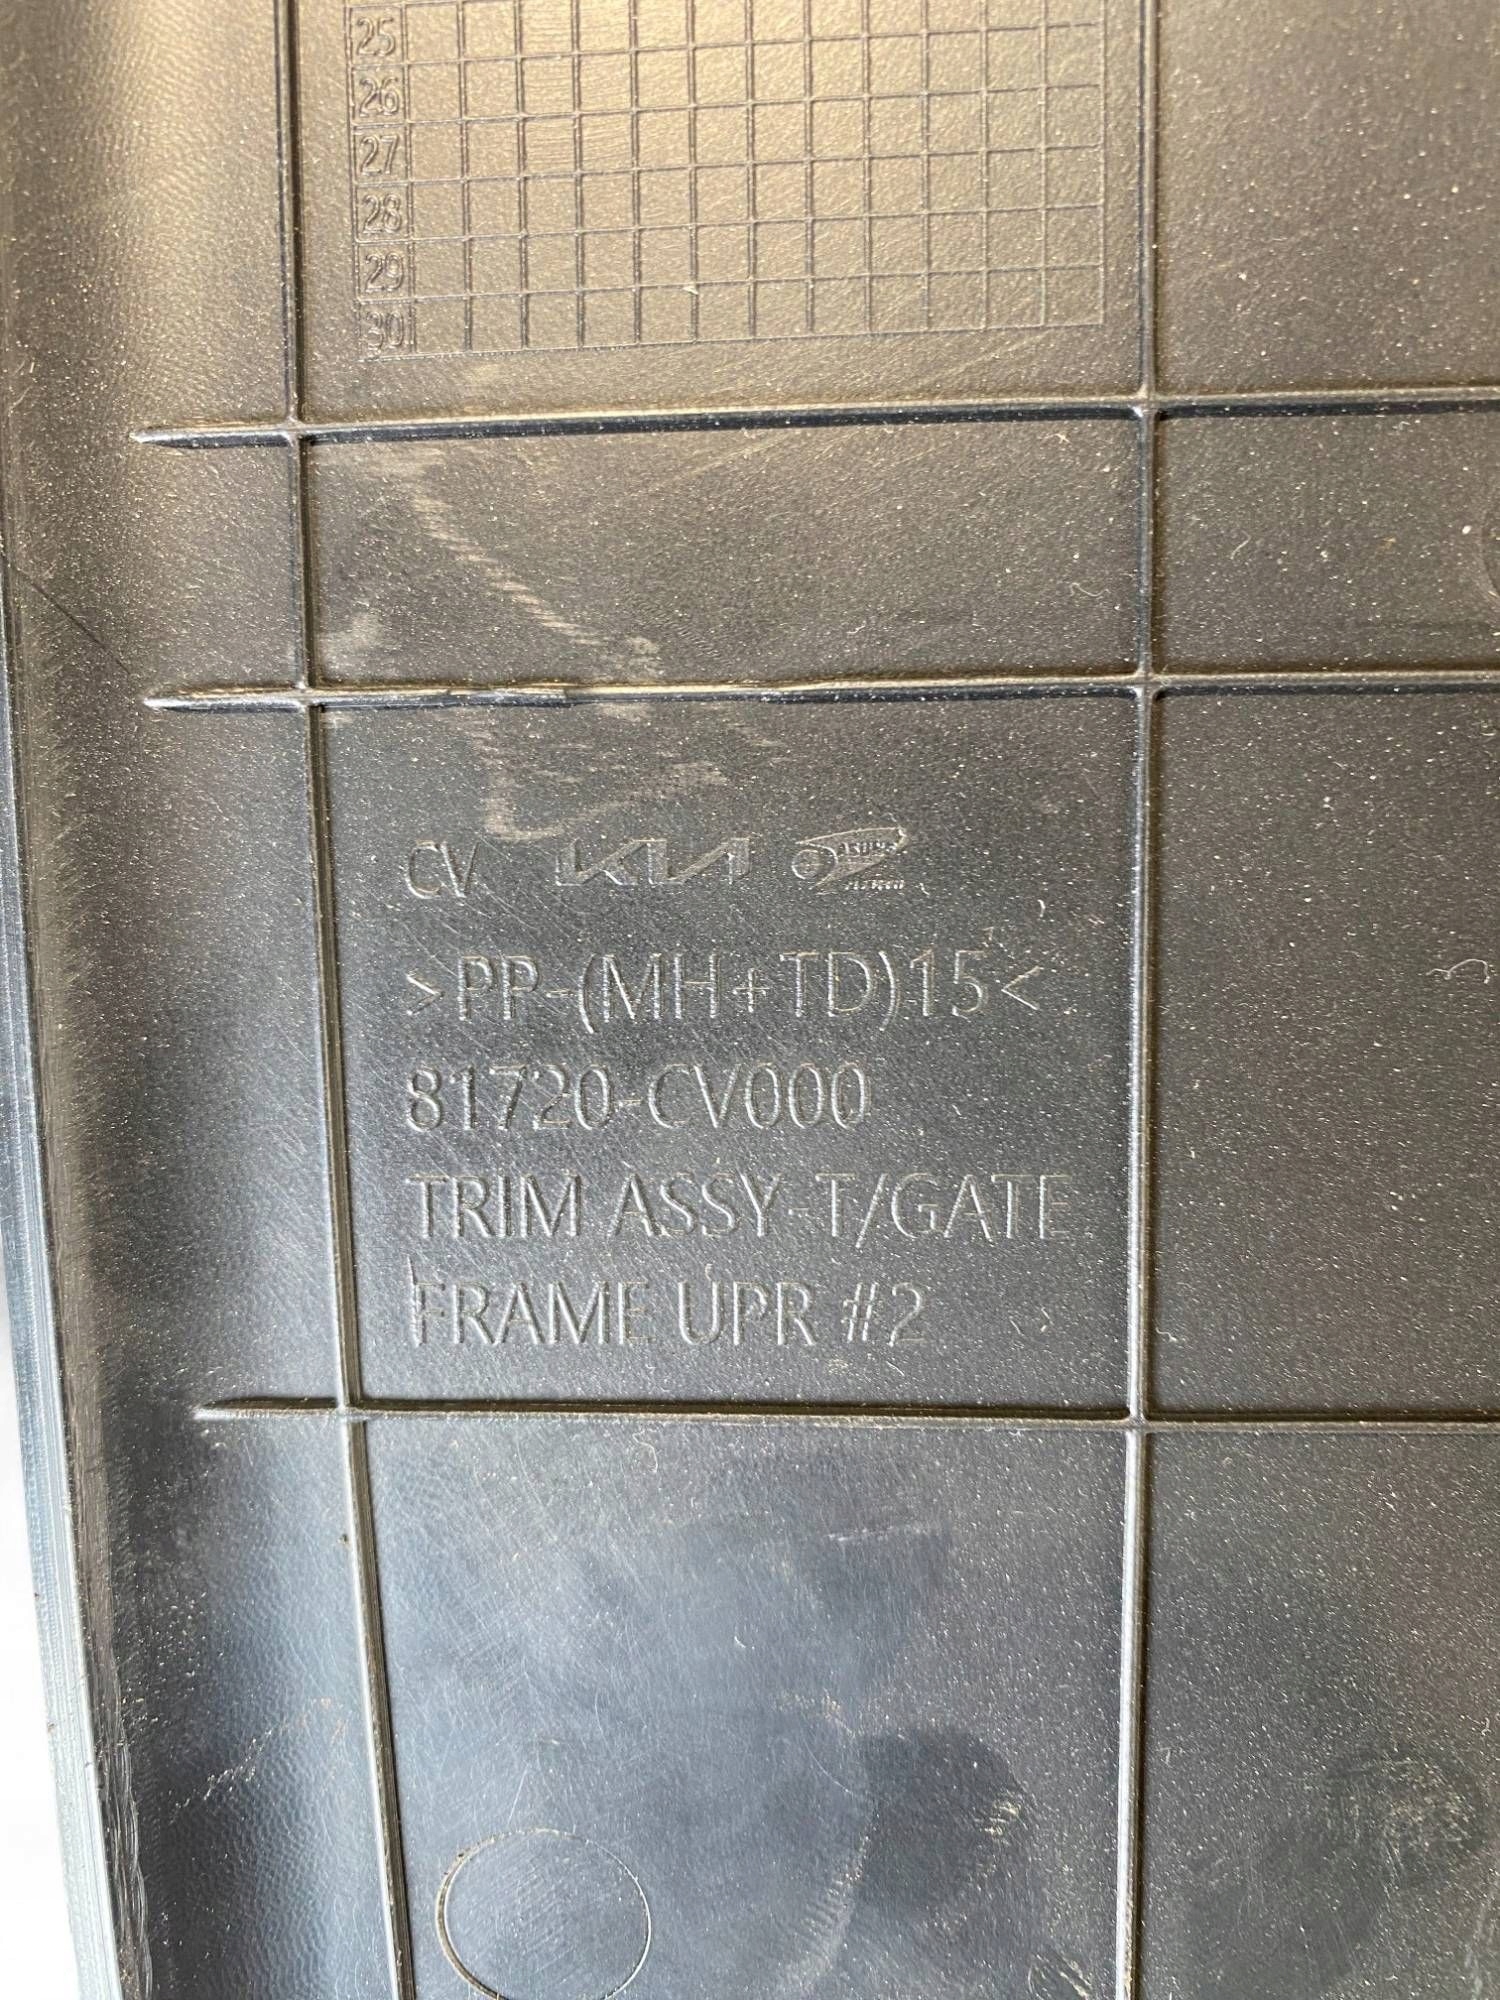 25
26
27
28
29
30
CV KIA
>PP-(MH+TD)15<
81720-CV000
TRIM ASSY-T/GATE
FRAME UPR #2